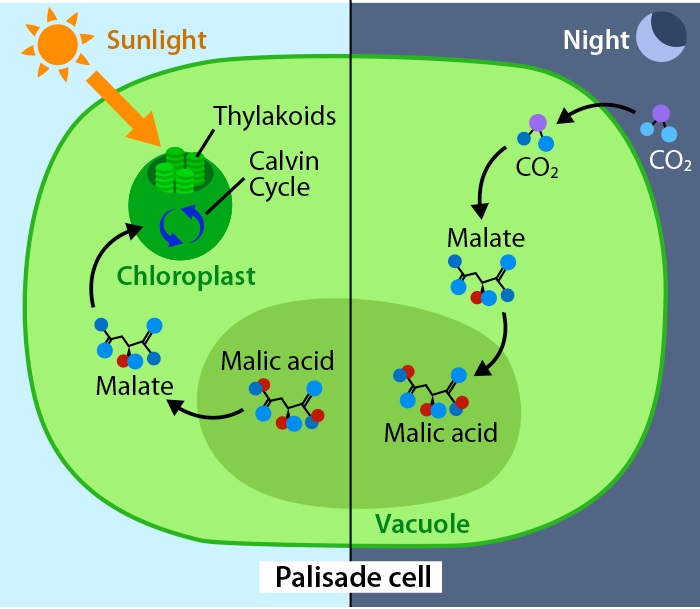 Sunlight
Night
Thylakoids
Calvin
Cycle
Chloroplast
Malate
Malic acid
CO₂
CO₂
Malate
Malic acid
Vacuole
Palisade cell